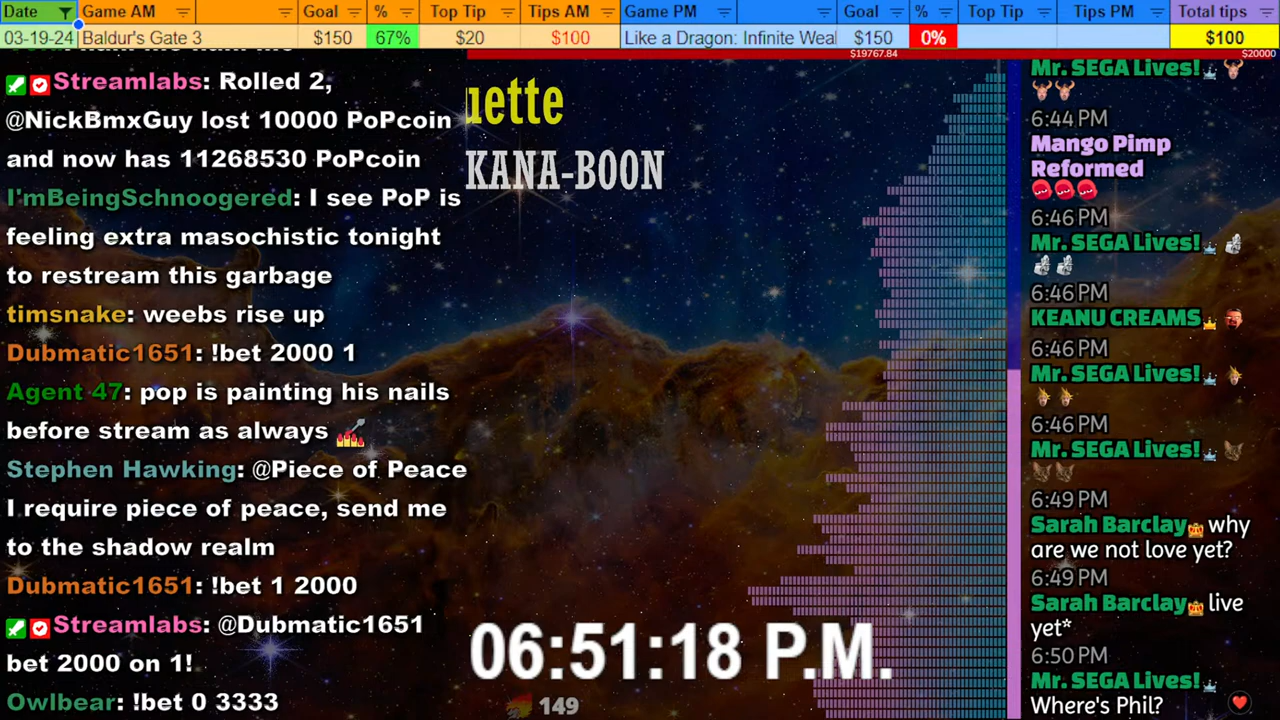 Date Game AM Goal % Top Tip Tips AM Game PM Goal % Top Tip Tips PM Total tips
03-19-24 Baldur's Gate 3 $150 67% $20 $100 Like a Dragon: Infinite Weal $150 0% $100
$19767.84 $20000
Streamlabs: Rolled 2,
@NickBmxGuy lost 10000 PoPcoin
and now has 11268530 PoPcoin
I'mBeingSchnoogered: I see PoP is
feeling extra masochistic tonight
to restream this garbage
timsnake: weebs rise up
Dubmatic1651: !bet 2000 1
Agent 47: pop is painting his nails
before stream as always
Stephen Hawking: @Piece of Peace
I require piece of peace, send me
to the shadow realm
Dubmatic1651: !bet 1 2000
Streamlabs: @Dubmatic1651
bet 2000 on 1!
Owlbear: !bet 0 3333
uette
KANA-BOON
06:51:18 P.M.
149
Mr. SEGA Lives!
6:44 PM
Mango Pimp
Reformed
6:46 PM
Mr. SEGA Lives!
6:46 PM
KEANU CREAMS
6:46 PM
Mr. SEGA Lives!
6:46 PM
Mr. SEGA Lives!
6:49 PM
Sarah Barclay why
are we not love yet?
6:49 PM
Sarah Barclay live
yet*
6:50 PM
Mr. SEGA Lives!
Where's Phil?